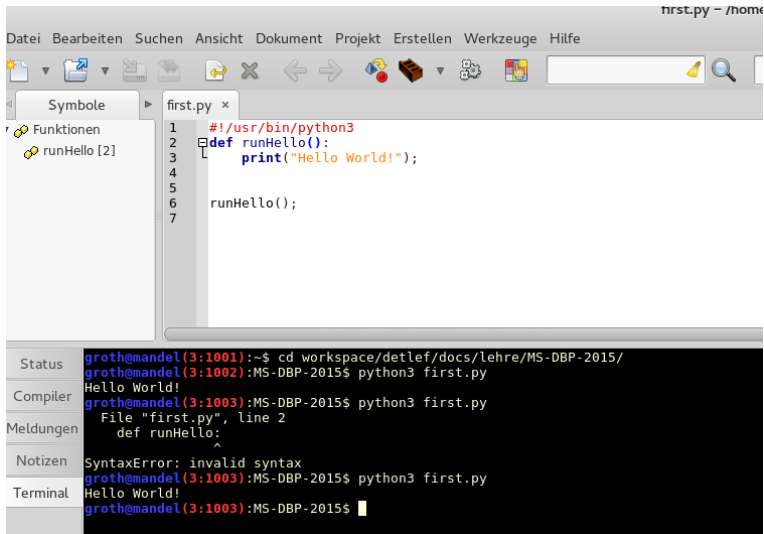 first.py – /home
Datei Bearbeiten Suchen Ansicht Dokument Projekt Erstellen Werkzeuge Hilfe
Symbole
first.py ×
Funktionen
runHello [2]
1 #!/usr/bin/python3
2 def runHello():
3     print("Hello World!");
4
5
6 runHello();
7
Status
Compiler
Meldungen
Notizen
Terminal
groth@mandel(3:1001):~$ cd workspace/detlef/docs/lehre/MS-DBP-2015/
groth@mandel(3:1002):MS-DBP-2015$ python3 first.py
Hello World!
groth@mandel(3:1003):MS-DBP-2015$ python3 first.py
  File "first.py", line 2
    def runHello:
                ^
SyntaxError: invalid syntax
groth@mandel(3:1003):MS-DBP-2015$ python3 first.py
Hello World!
groth@mandel(3:1003):MS-DBP-2015$